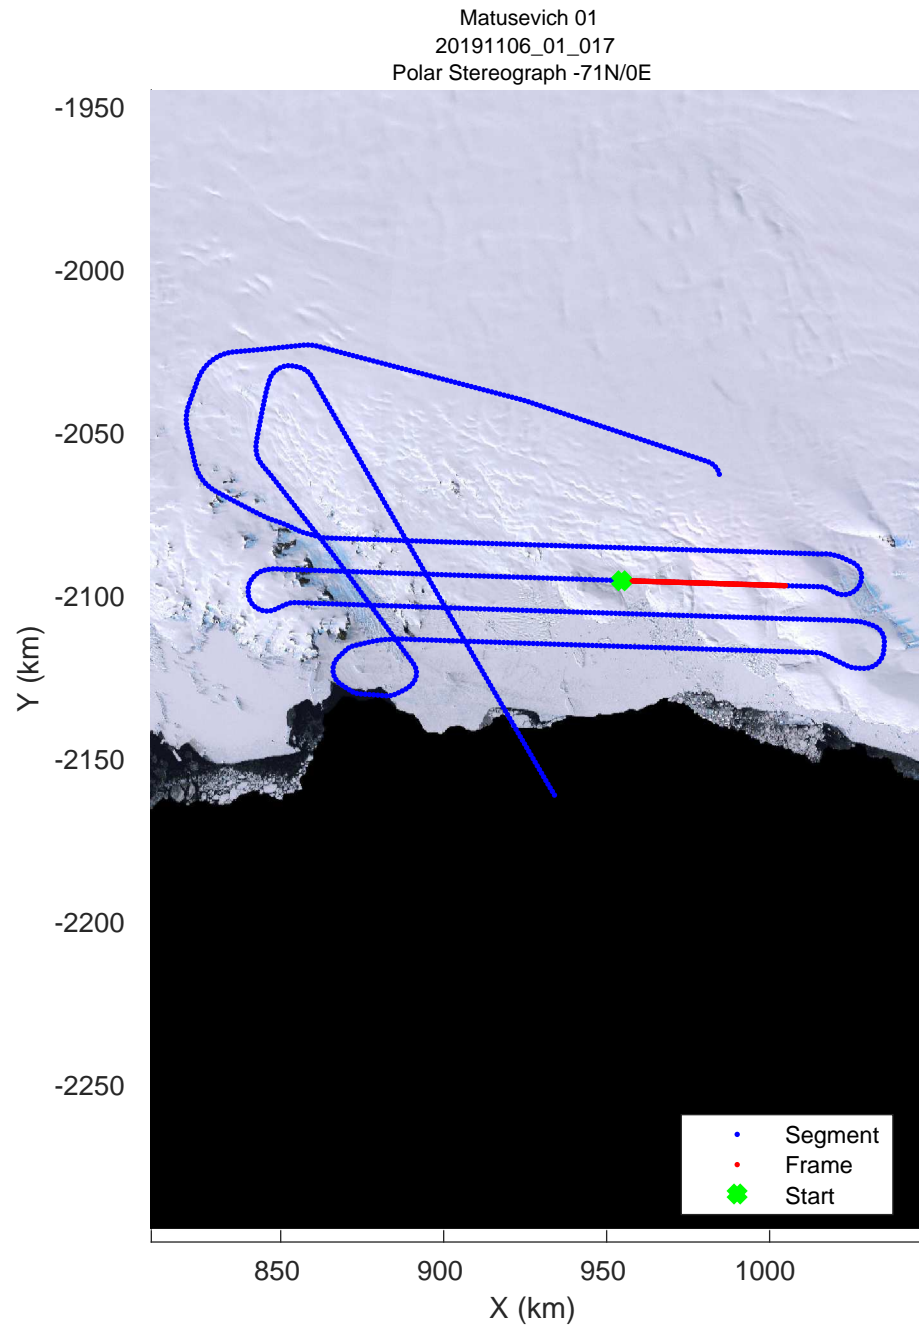 Matusevich 01
20191106_01_017
Polar Stereograph -71N/0E
-1950
-2000
-2050
-2100
-2150
-2200
-2250
Y (km)
850
900
950
1000
X (km)
Segment
Frame
Start